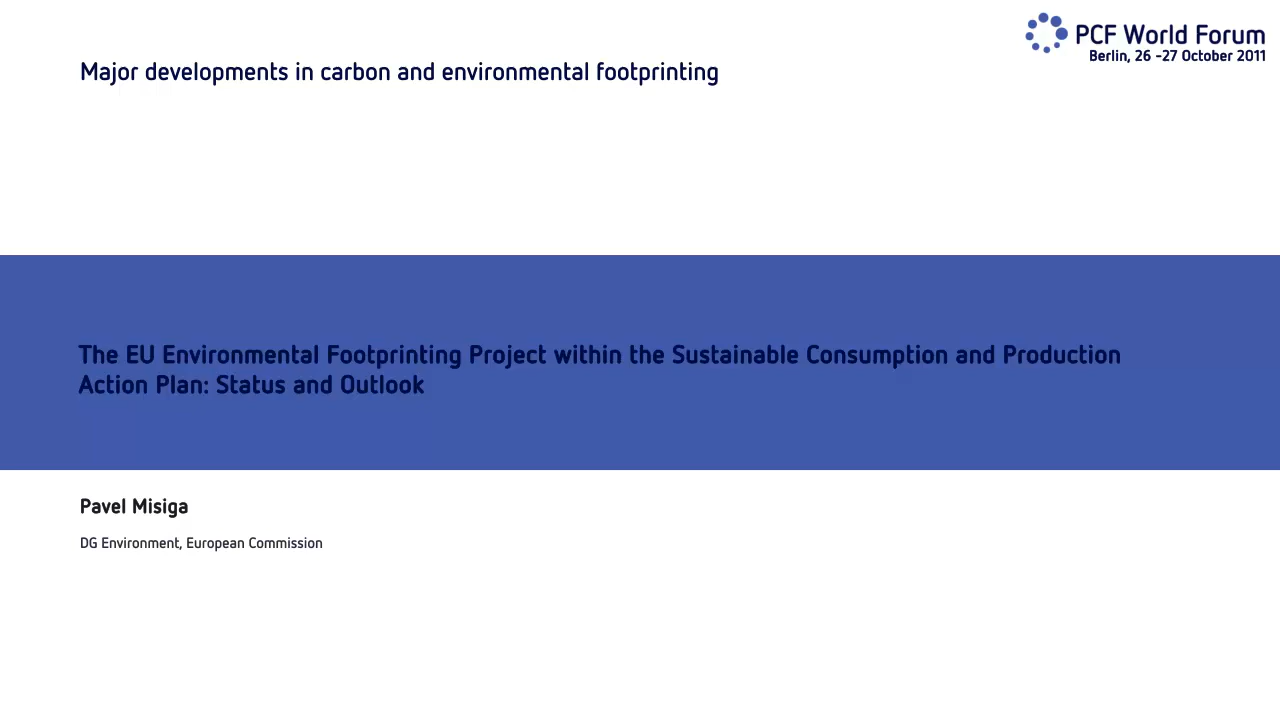 PCF World Forum
Berlin, 26 -27 October 2011
Major developments in carbon and environmental footprinting
The EU Environmental Footprinting Project within the Sustainable Consumption and Production
Action Plan: Status and Outlook
Pavel Misiga
DG Environment, European Commission